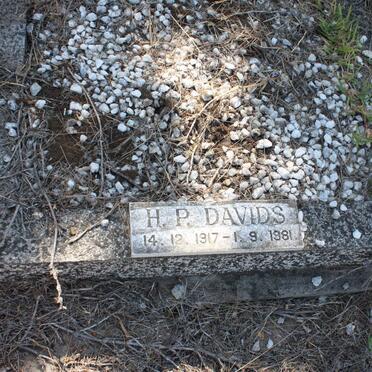 H. P. DAVIDS
14. 12. 1917 - 1. 9. 1981